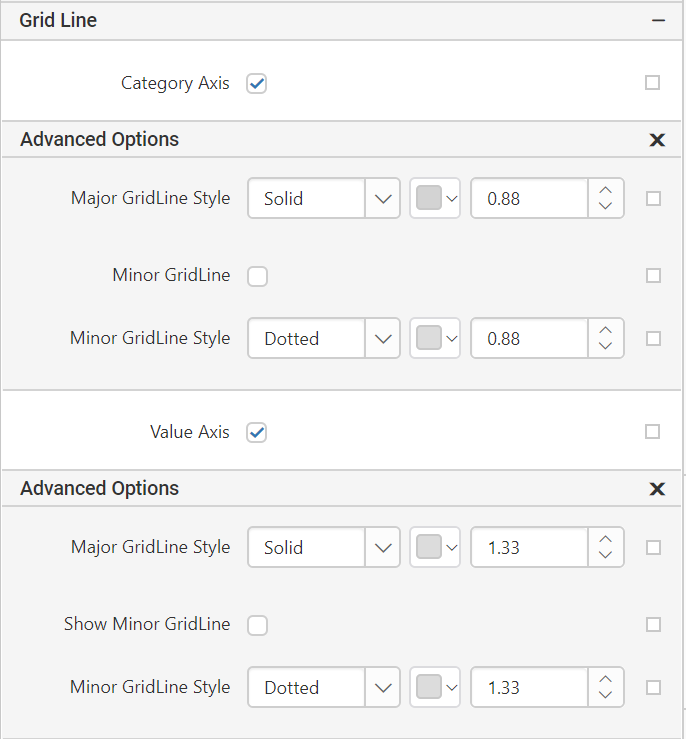 Grid Line
Category Axis
Advanced Options
Major GridLine Style Solid 0.88
Minor GridLine
Minor GridLine Style Dotted 0.88
Value Axis
Advanced Options
Major GridLine Style Solid 1.33
Show Minor GridLine
Minor GridLine Style Dotted 1.33